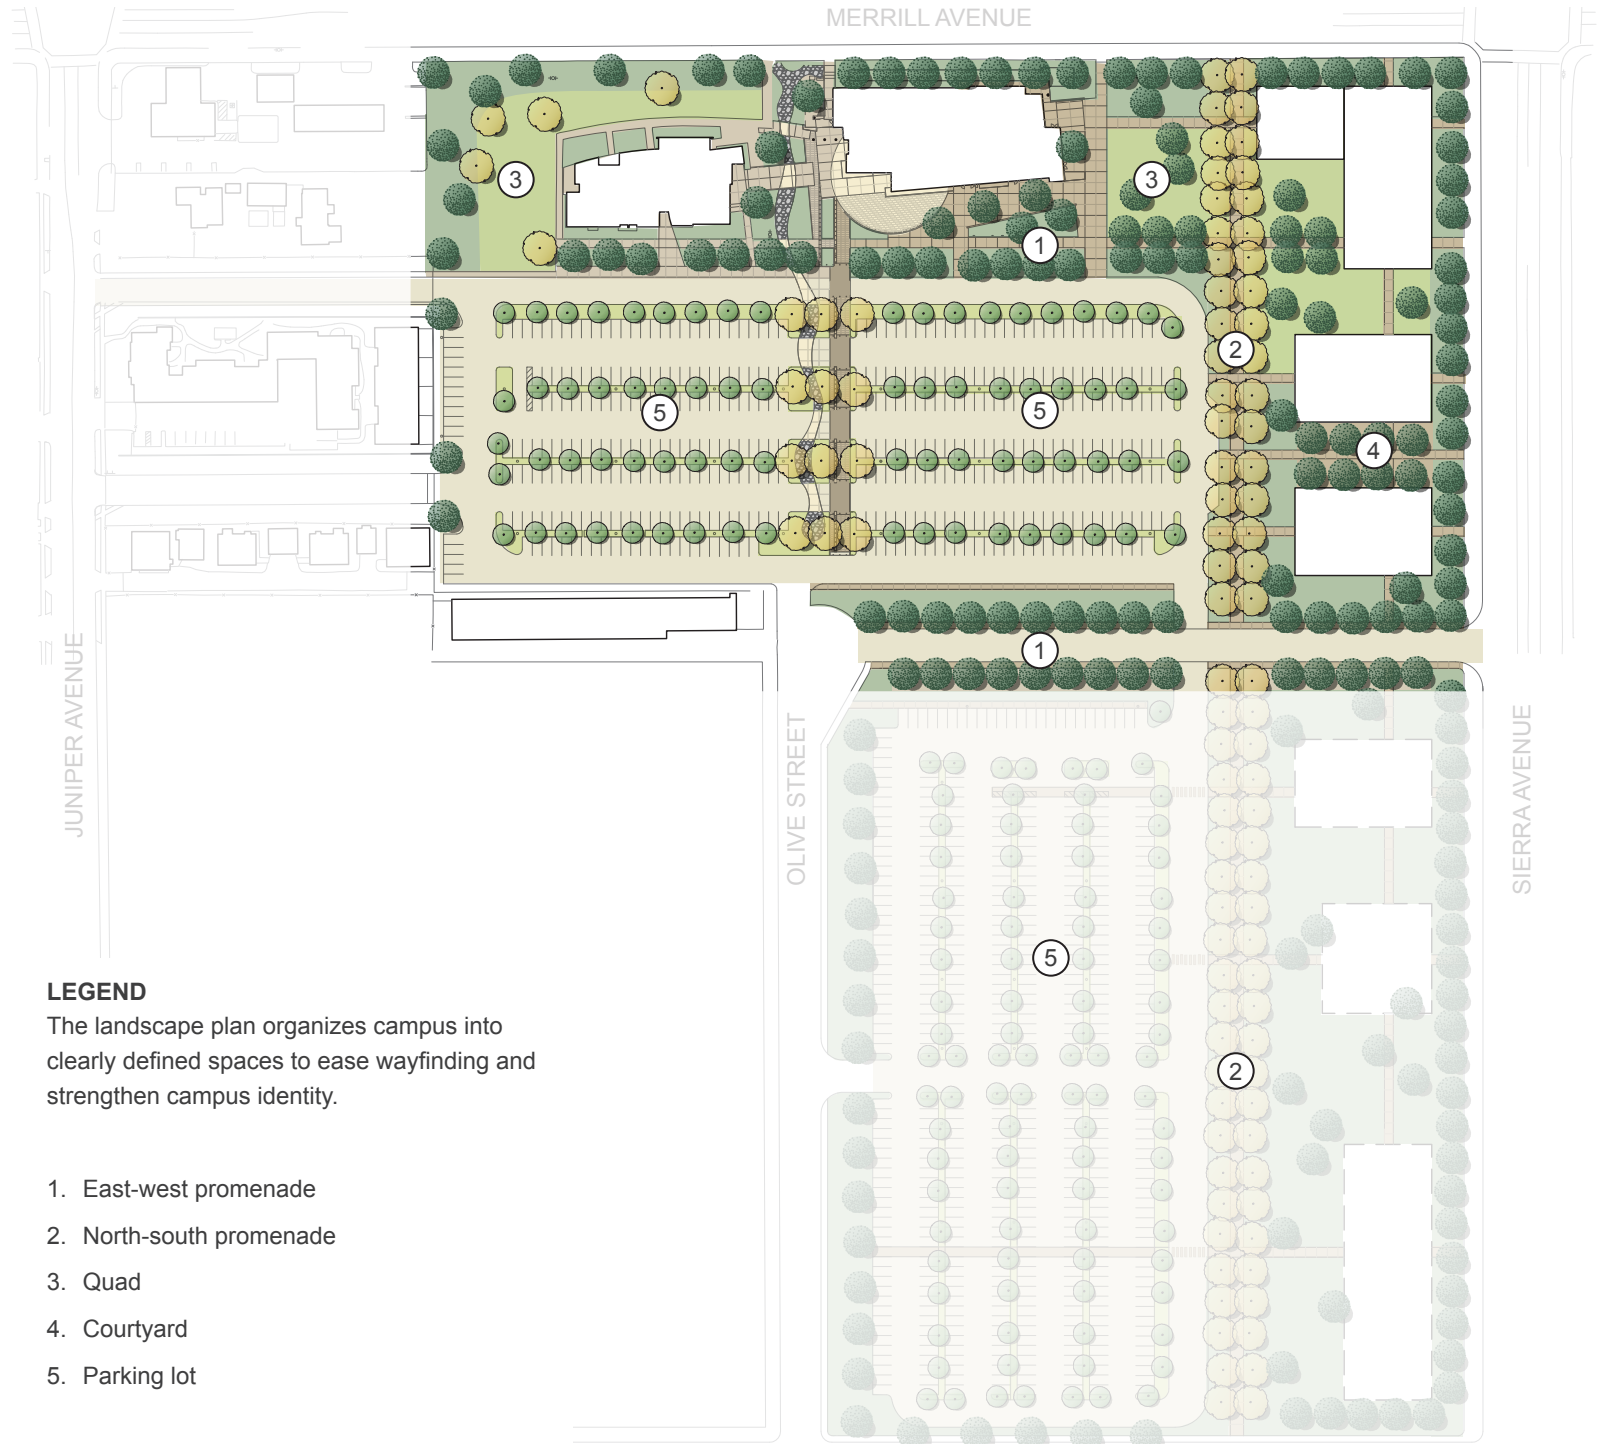 MERRILL AVENUE
3
3
1
2
5
5
4
1
JUNIPER AVENUE
OLIVE STREET
SIERRA AVENUE
5
2
LEGEND
The landscape plan organizes campus into
clearly defined spaces to ease wayfinding and
strengthen campus identity.
1. East-west promenade
2. North-south promenade
3. Quad
4. Courtyard
5. Parking lot